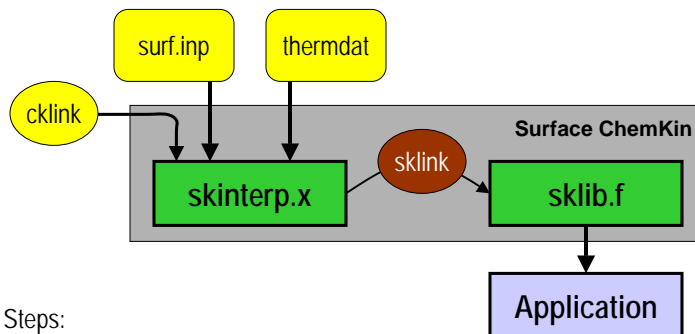 surf.inp
thermdat
cklink
Surface ChemKin
sklink
skinterp.x
sklib.f
Application
Steps: